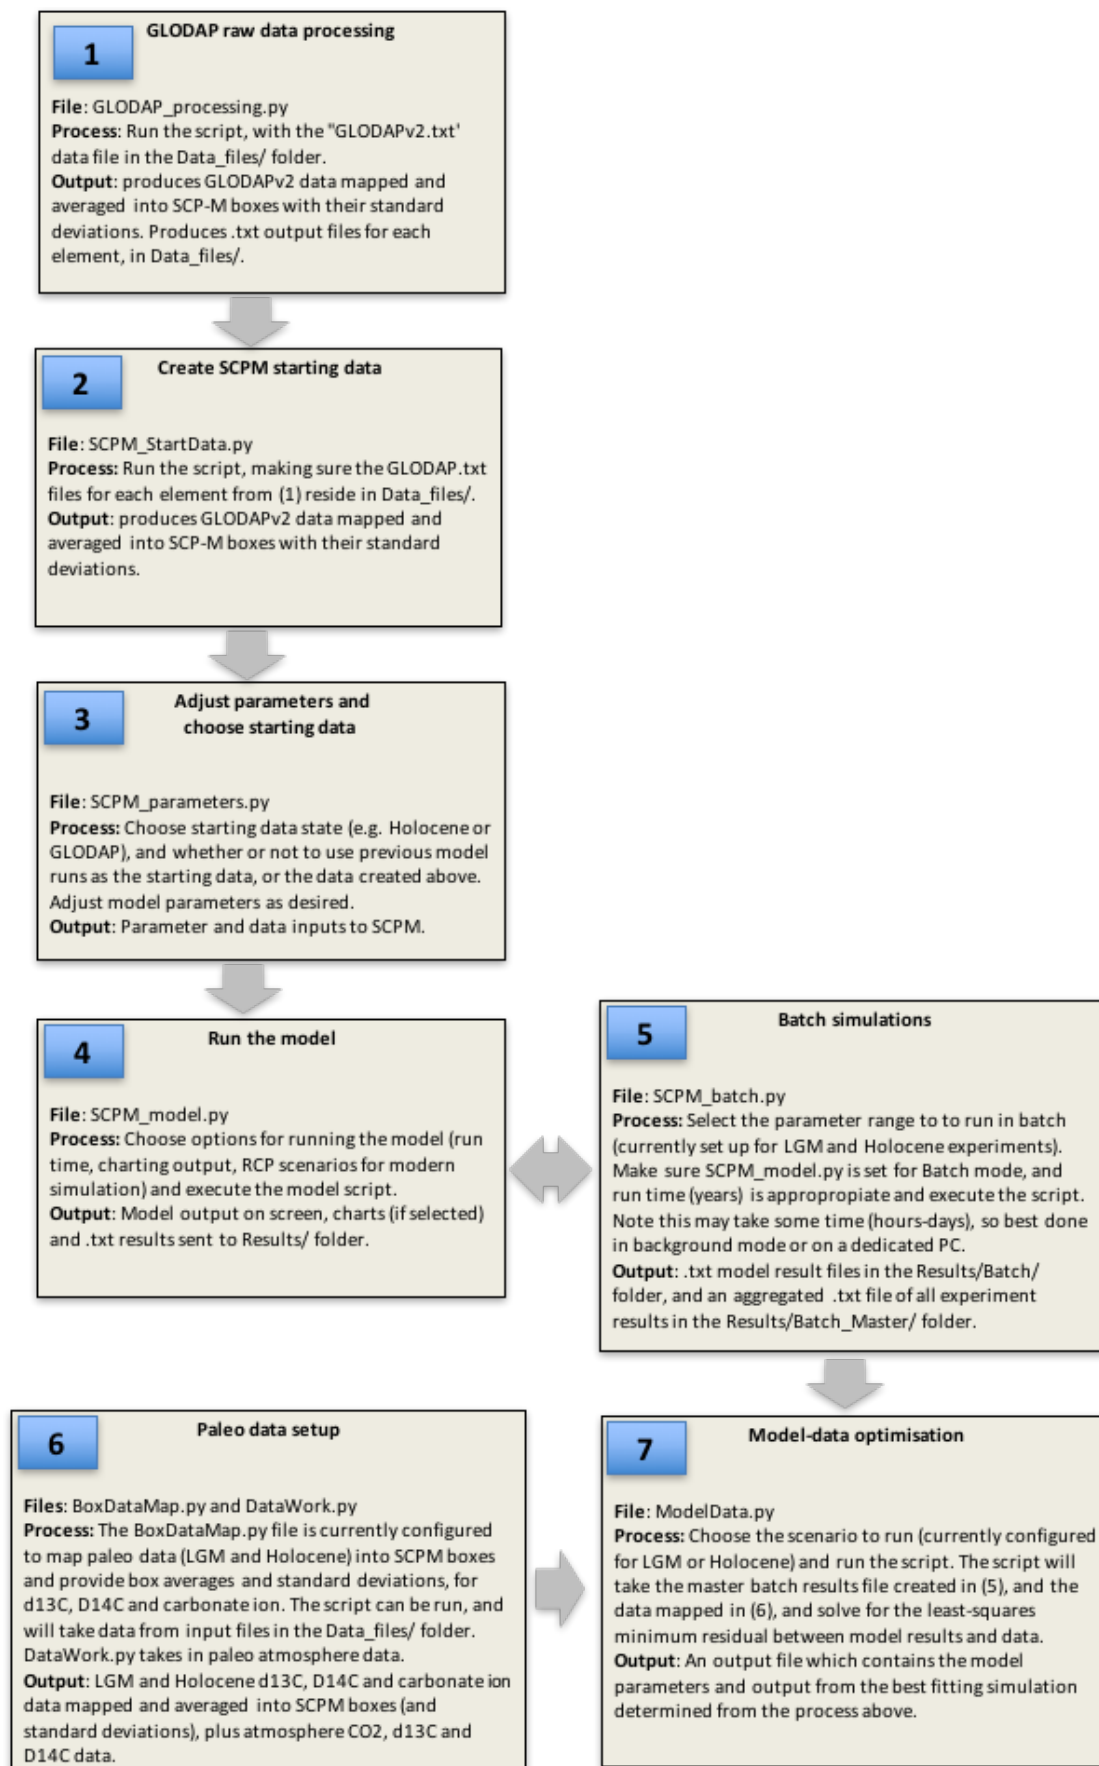 1
GLODAP raw data processing
File: GLODAP_processing.py
Process: Run the script, with the "GLODAPv2.txt'
data file in the Data_files/ folder.
Output: produces GLODAPv2 data mapped and
averaged into SCP-M boxes with their standard
deviations. Produces .txt output files for each
element, in Data_files/.
2
Create SCPM starting data
File: SCPM_StartData.py
Process: Run the script, making sure the GLODAP.txt
files for each element from (1) reside in Data_files/.
Output: produces GLODAPv2 data mapped and
averaged into SCP-M boxes with their standard
deviations.
3
Adjust parameters and
choose starting data
File: SCPM_parameters.py
Process: Choose starting data state (e.g. Holocene or
GLODAP), and whether or not to use previous model
runs as the starting data, or the data created above.
Adjust model parameters as desired.
Output: Parameter and data inputs to SCPM.
4
Run the model
File: SCPM_model.py
Process: Choose options for running the model (run
time, charting output, RCP scenarios for modern
simulation) and execute the model script.
Output: Model output on screen, charts (if selected)
and .txt results sent to Results/ folder.
5
Batch simulations
File: SCPM_batch.py
Process: Select the parameter range to to run in batch
(currently set up for LGM and Holocene experiments).
Make sure SCPM_model.py is set for Batch mode, and
run time (years) is appropropiate and execute the script.
Note this may take some time (hours-days), so best done
in background mode or on a dedicated PC.
Output: .txt model result files in the Results/Batch/
folder, and an aggregated .txt file of all experiment
results in the Results/Batch_Master/ folder.
6
Paleo data setup
Files: BoxDataMap.py and DataWork.py
Process: The BoxDataMap.py file is currently configured
to map paleo data (LGM and Holocene) into SCPM boxes
and provide box averages and standard deviations, for
d13C, D14C and carbonate ion. The script can be run, and
will take data from input files in the Data_files/ folder.
DataWork.py takes in paleo atmosphere data.
Output: LGM and Holocene d13C, D14C and carbonate ion
data mapped and averaged into SCPM boxes (and
standard deviations), plus atmosphere CO2, d13C and
D14C data.
7
Model-data optimisation
File: ModelData.py
Process: Choose the scenario to run (currently configured
for LGM or Holocene) and run the script. The script will
take the master batch results file created in (5), and the
data mapped in (6), and solve for the least-squares
minimum residual between model results and data.
Output: An output file which contains the model
parameters and output from the best fitting simulation
determined from the process above.